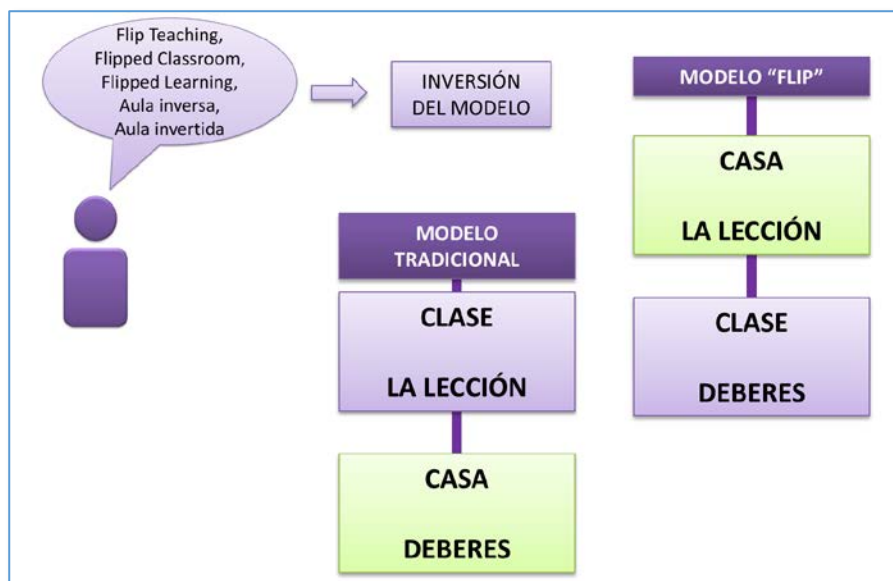 Flip Teaching,
Flipped Classroom,
Flipped Learning,
Aula inversa,
Aula invertida
INVERSIÓN
DEL MODELO
MODELO
TRADICIONAL
CLASE
LA LECCIÓN
CASA
DEBERES
MODELO “FLIP”
CASA
LA LECCIÓN
CLASE
DEBERES